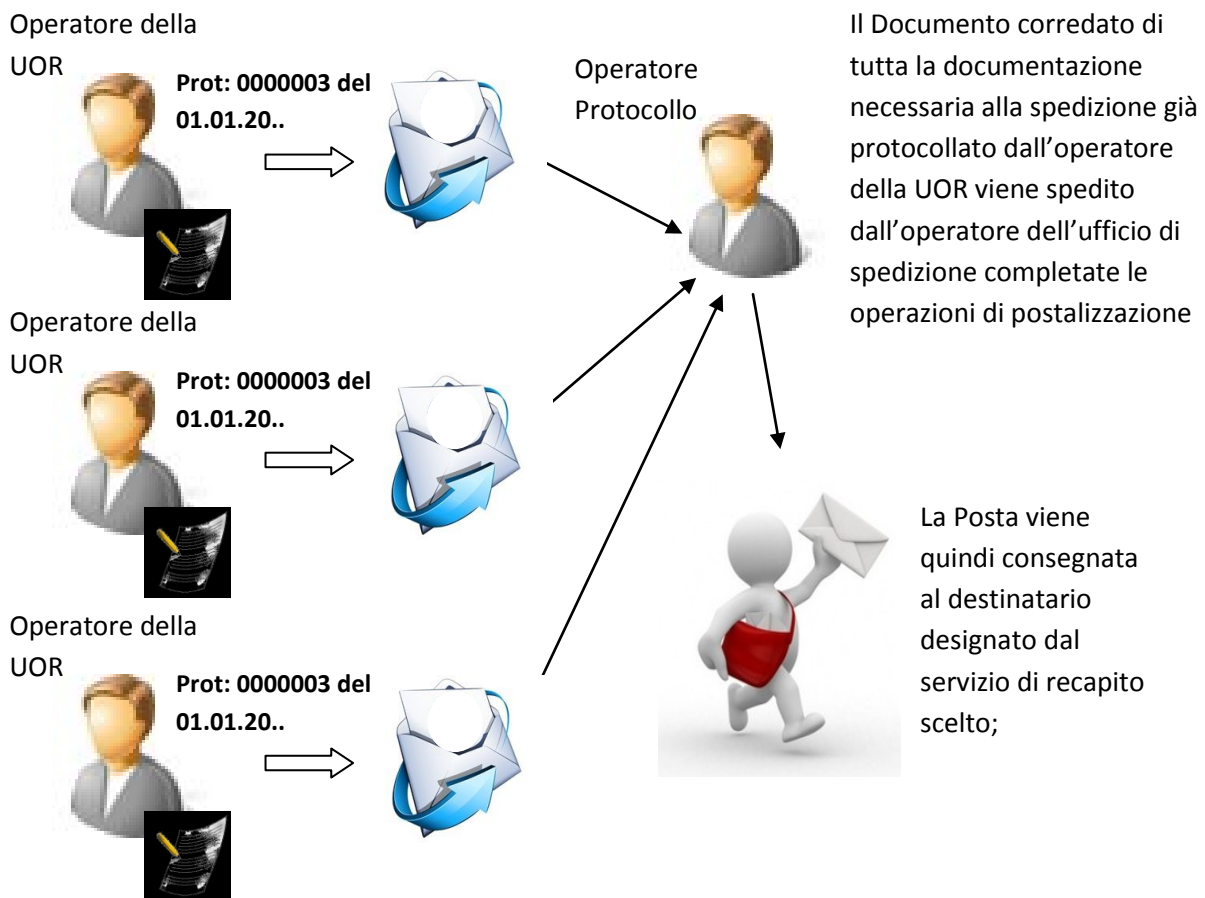 Operatore della
UOR
Prot: 0000003 del
01.01.20..
Operatore
Protocollo
Il Documento corredato di
tutta la documentazione
necessaria alla spedizione già
protocollato dall’operatore
della UOR viene spedito
dall’operatore dell’ufficio di
spedizione completate le
operazioni di postalizzazione
Operatore della
UOR
Prot: 0000003 del
01.01.20..
Operatore della
UOR
Prot: 0000003 del
01.01.20..
La Posta viene
quindi consegnata
al destinatario
designato dal
servizio di recapito
scelto;